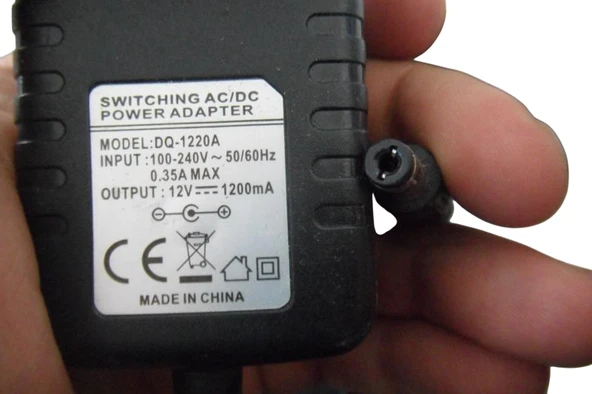 SWITCHING AC/DC
POWER ADAPTER
MODEL:DQ-1220A
INPUT:100-240V~50/60Hz
0.35A MAX
OUTPUT:12V⎓1200mA
CE
MADE IN CHINA